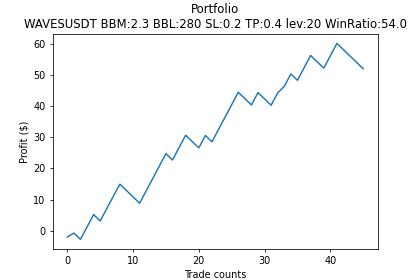 Portfolio
WAVESUSDT BBM:2.3 BBL:280 SL:0.2 TP:0.4 lev:20 WinRatio:54.0
60
50
40
30
20
10
0
Profit ($)
0 10 20 30 40
Trade counts